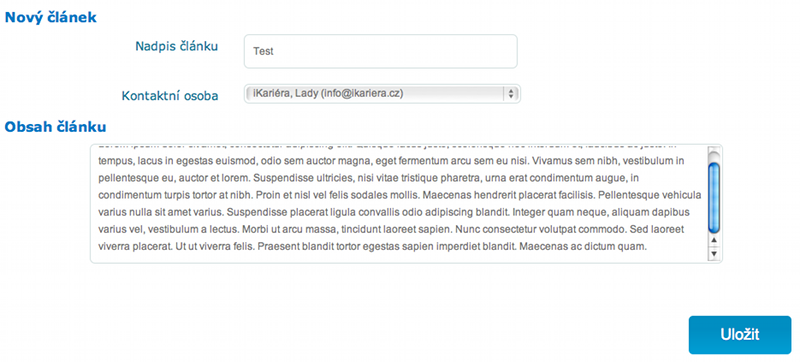 Nový článek
Nadpis článku
Test
Kontaktní osoba
iKariéra, Lady (info@ikariera.cz)
Obsah článku
tempus, lacus in egestas euismod, odio sem auctor magna, eget fermentum arcu sem eu nisi. Vivamus sem nibh, vestibulum in
pellentesque eu, auctor et lorem. Suspendisse ultricies, nisi vitae tristique pharetra, urna erat condimentum augue, in
condimentum turpis tortor at nibh. Proin et nisl vel felis sodales mollis. Maecenas hendrerit placerat facilisis. Pellentesque vehicula
varius nulla sit amet varius. Suspendisse placerat ligula convallis odio adipiscing blandit. Integer quam neque, aliquam dapibus
varius vel, vestibulum a lectus. Morbi ut arcu massa, tincidunt laoreet sapien. Nunc consectetur volutpat commodo. Sed laoreet
viverra placerat. Ut ut viverra felis. Praesent blandit tortor egestas sapien imperdiet blandit. Maecenas ac dictum quam.
Uložit